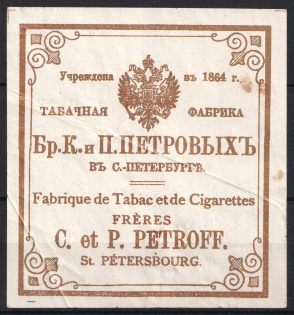 Учреждена въ 1864 г.
ТАБАЧНАЯ ФАБРИКА
Бр. К. и П. ПЕТРОВЫХЪ
ВЪ С.-ПЕТЕРБУРГѢ.
Fabrique de Tabac et de Cigarettes
FRÈRES
C. et P. PETROFF.
St. PÉTERSBOURG.